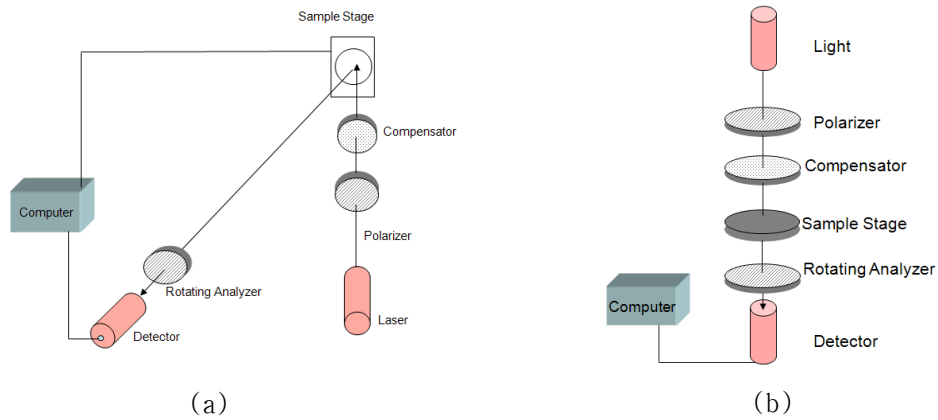 Sample Stage
Compensator
Computer
Polarizer
Rotating Analyzer
Laser
Detector
(a)
Light
Polarizer
Compensator
Sample Stage
Rotating Analyzer
Computer
Detector
(b)